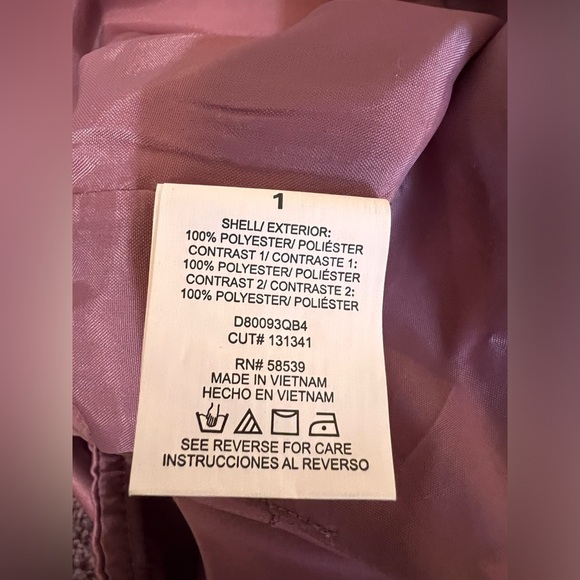 1
SHELL/ EXTERIOR:
100% POLYESTER/ POLIÉSTER
CONTRAST 1/ CONTRASTE 1:
100% POLYESTER/ POLIÉSTER
CONTRAST 2/ CONTRASTE 2:
100% POLYESTER/ POLIÉSTER
D80093QB4
CUT# 131341
RN# 58539
MADE IN VIETNAM
HECHO EN VIETNAM
SEE REVERSE FOR CARE
INSTRUCCIONES AL REVERSO